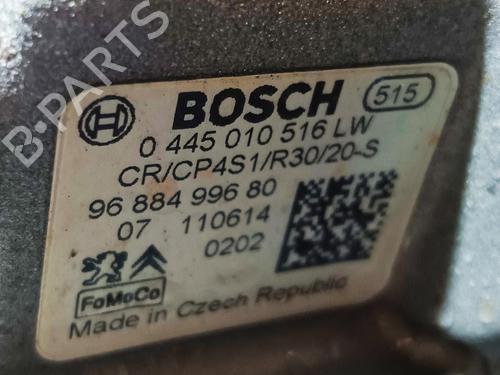 B-PARTS
BOSCH 515
0 445 010 516 LW
CR/CP4S1/R30/20-S
96 884 996 80
07 110614
0202
FoMoCo
Made in Czech Republic